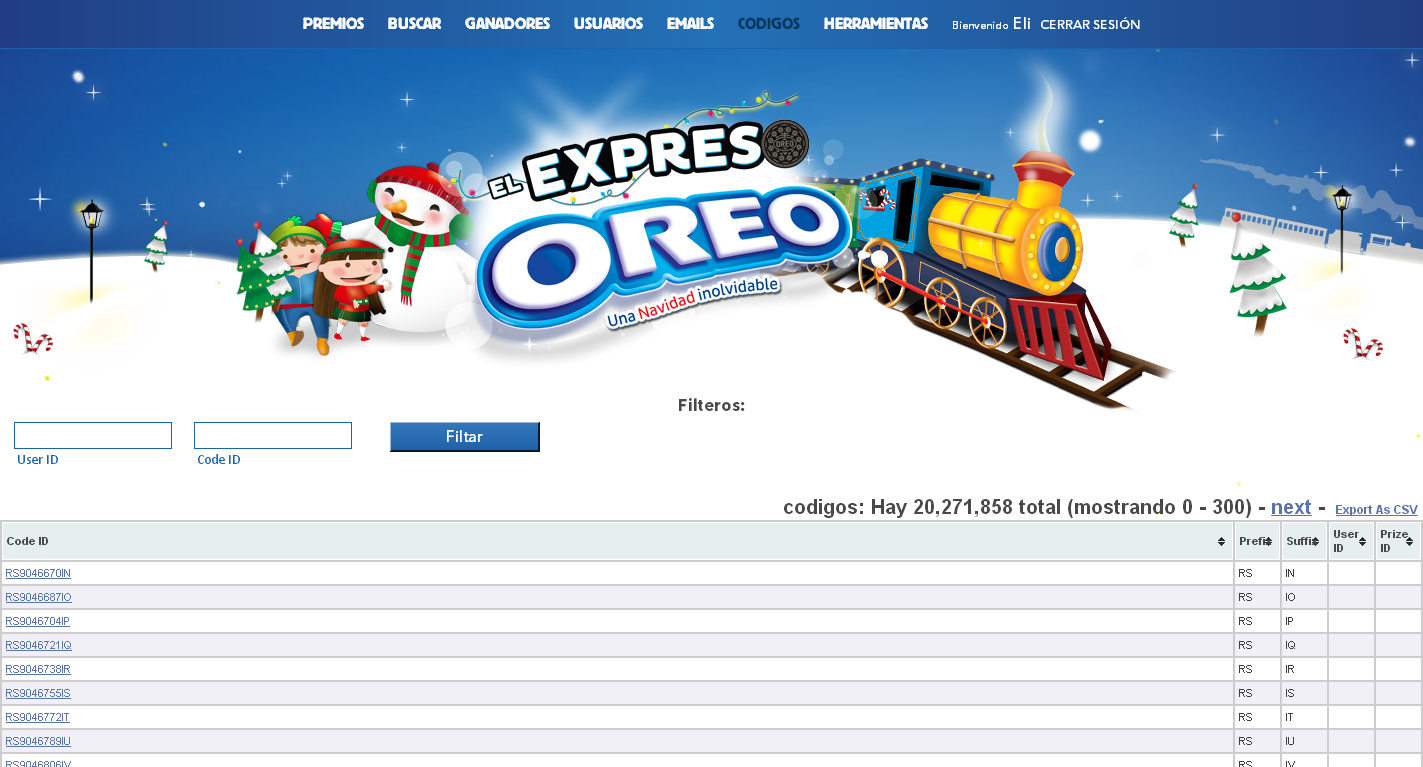 PREMIOS BUSCAR GANADORES USUARIOS EMAILS CODIGOS HERRAMIENTAS Bienvenido Eli CERRAR SESIÓN
EL EXPRESO
OREO
OREO
Una Navidad inolvidable
Filteros:
Filtar
User ID Code ID
codigos: Hay 20,271,858 total (mostrando 0 - 300) - next - Export As CSV
Code ID Prefix Suffix User ID Prize ID
RS9046670IN RS IN
RS9046687IO RS IO
RS9046704IP RS IP
RS9046721IQ RS IQ
RS9046738IR RS IR
RS9046755IS RS IS
RS9046772IT RS IT
RS9046789IU RS IU
RS9046806IV RS IV